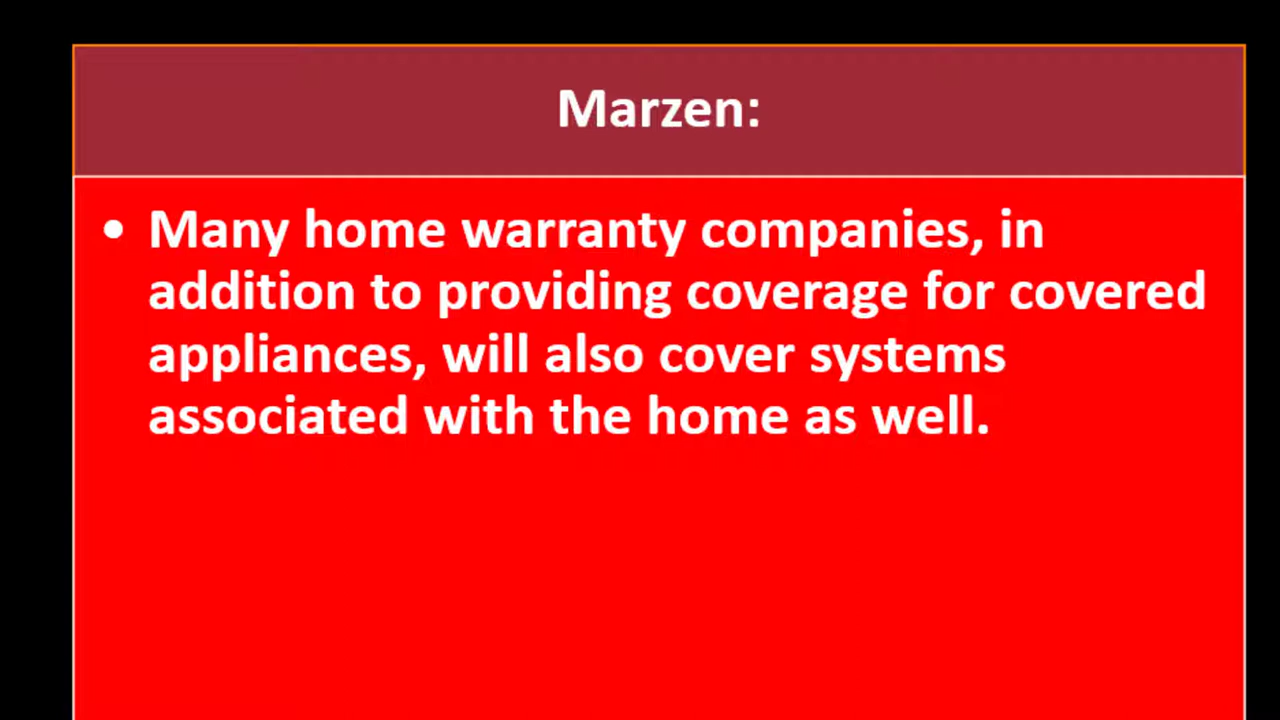 Marzen:
• Many home warranty companies, in
addition to providing coverage for covered
appliances, will also cover systems
associated with the home as well.